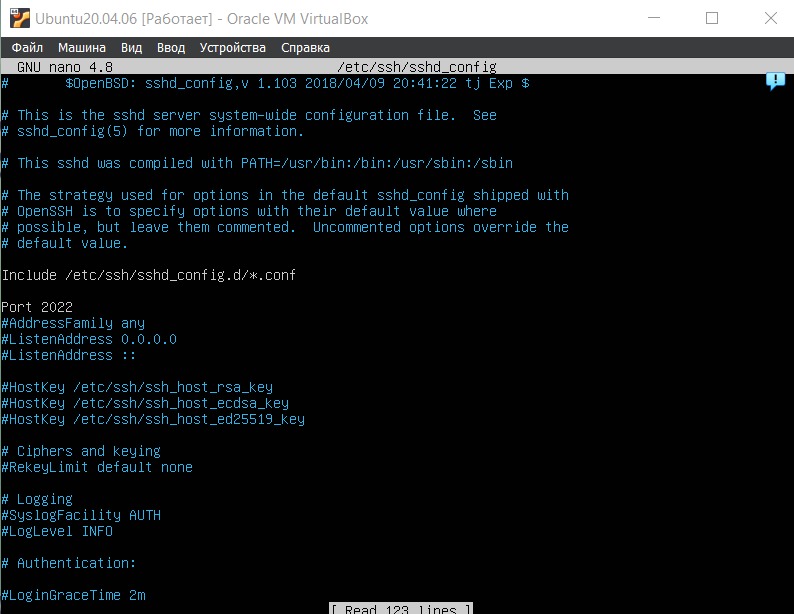 Ubuntu20.04.06 [Работает] - Oracle VM VirtualBox
Файл Машина Вид Ввод Устройства Справка
GNU nano 4.8 /etc/ssh/sshd_config
# $OpenBSD: sshd_config,v 1.103 2018/04/09 20:41:22 tj Exp $
# This is the sshd server system-wide configuration file. See
# sshd_config(5) for more information.
# This sshd was compiled with PATH=/usr/bin:/bin:/usr/sbin:/sbin
# The strategy used for options in the default sshd_config shipped with
# OpenSSH is to specify options with their default value where
# possible, but leave them commented. Uncommented options override the
# default value.
Include /etc/ssh/sshd_config.d/*.conf
Port 2022
#AddressFamily any
#ListenAddress 0.0.0.0
#ListenAddress ::
#HostKey /etc/ssh/ssh_host_rsa_key
#HostKey /etc/ssh/ssh_host_ecdsa_key
#HostKey /etc/ssh/ssh_host_ed25519_key
# Ciphers and keying
#RekeyLimit default none
# Logging
#SyslogFacility AUTH
#LogLevel INFO
# Authentication:
#LoginGraceTime 2m
[ Read 123 lines ]